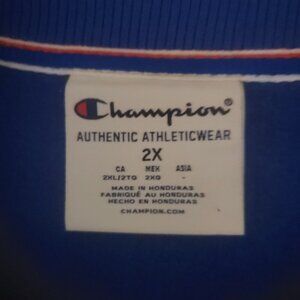 Champion®
AUTHENTIC ATHLETICWEAR
2X
CA MEX ASIA
2XL/2TG 2XG -
MADE IN HONDURAS
FABRIQUÉ AU HONDURAS
HECHO EN HONDURAS
CHAMPION.COM